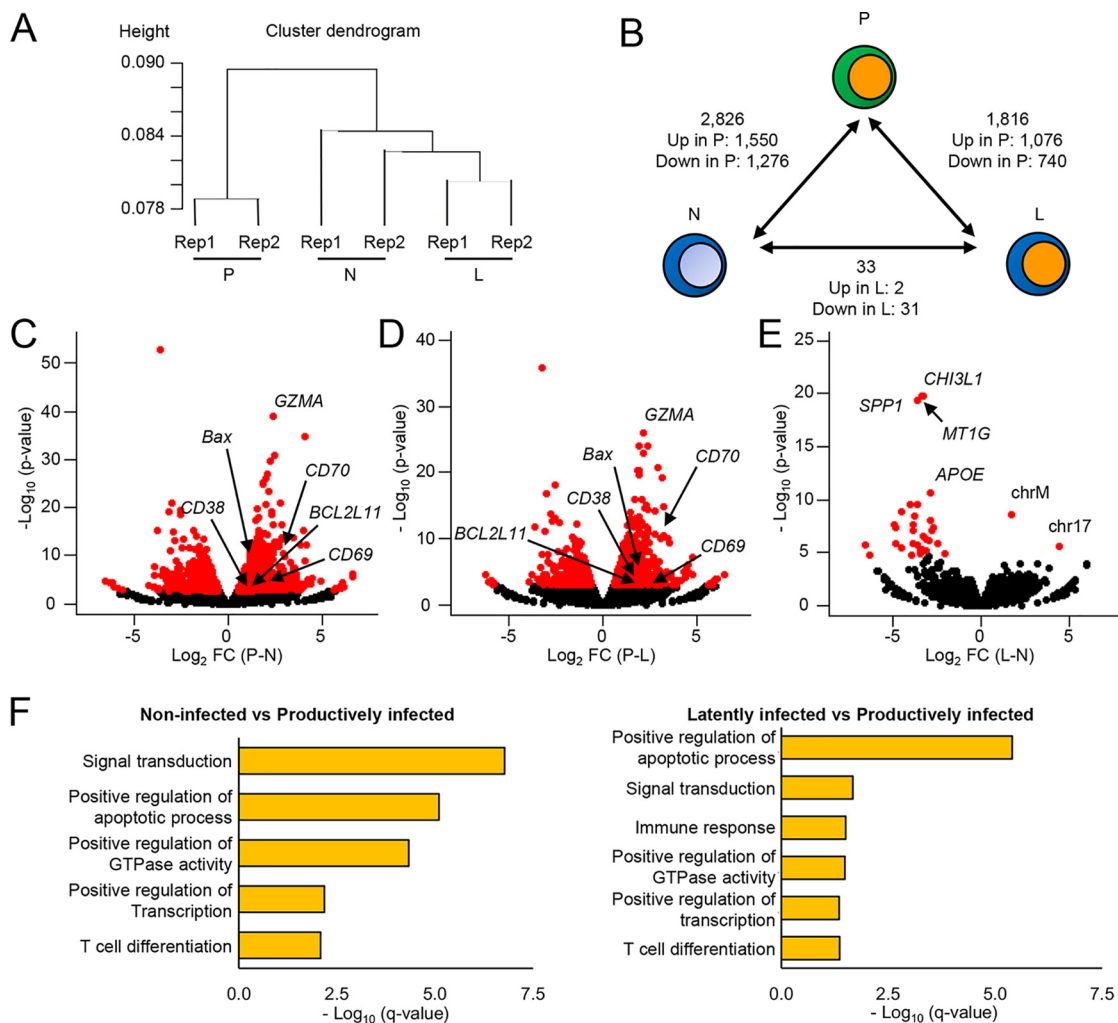 A
Height
Cluster dendrogram
0.090
0.084
0.078
Rep1 Rep2 Rep1 Rep2 Rep1 Rep2
P N L
B
P
2,826
Up in P: 1,550
Down in P: 1,276
1,816
Up in P: 1,076
Down in P: 740
N
L
33
Up in L: 2
Down in L: 31
C
-Log10 (p-value)
50
40
30
20
10
0
GZMA
Bax
CD70
CD38
BCL2L11
CD69
-5 0 5
Log2 FC (P-N)
D
- Log10 (p-value)
40
30
20
10
0
GZMA
Bax
CD70
CD38
BCL2L11
CD69
-5 0 5
Log2 FC (P-L)
E
- Log10 (p-value)
25
20
15
10
5
0
CHI3L1
SPP1
MT1G
APOE
chrM
chr17
-5 0 5
Log2 FC (L-N)
F
Non-infected vs Productively infected
Signal transduction
Positive regulation of
apoptotic process
Positive regulation of
GTPase activity
Positive regulation of
Transcription
T cell differentiation
0.0 2.5 5.0 7.5
- Log10 (q-value)
Latently infected vs Productively infected
Positive regulation of
apoptotic process
Signal transduction
Immune response
Positive regulation of
GTPase activity
Positive regulation of
transcription
T cell differentiation
0.0 2.5 5.0 7.5
- Log10 (q-value)